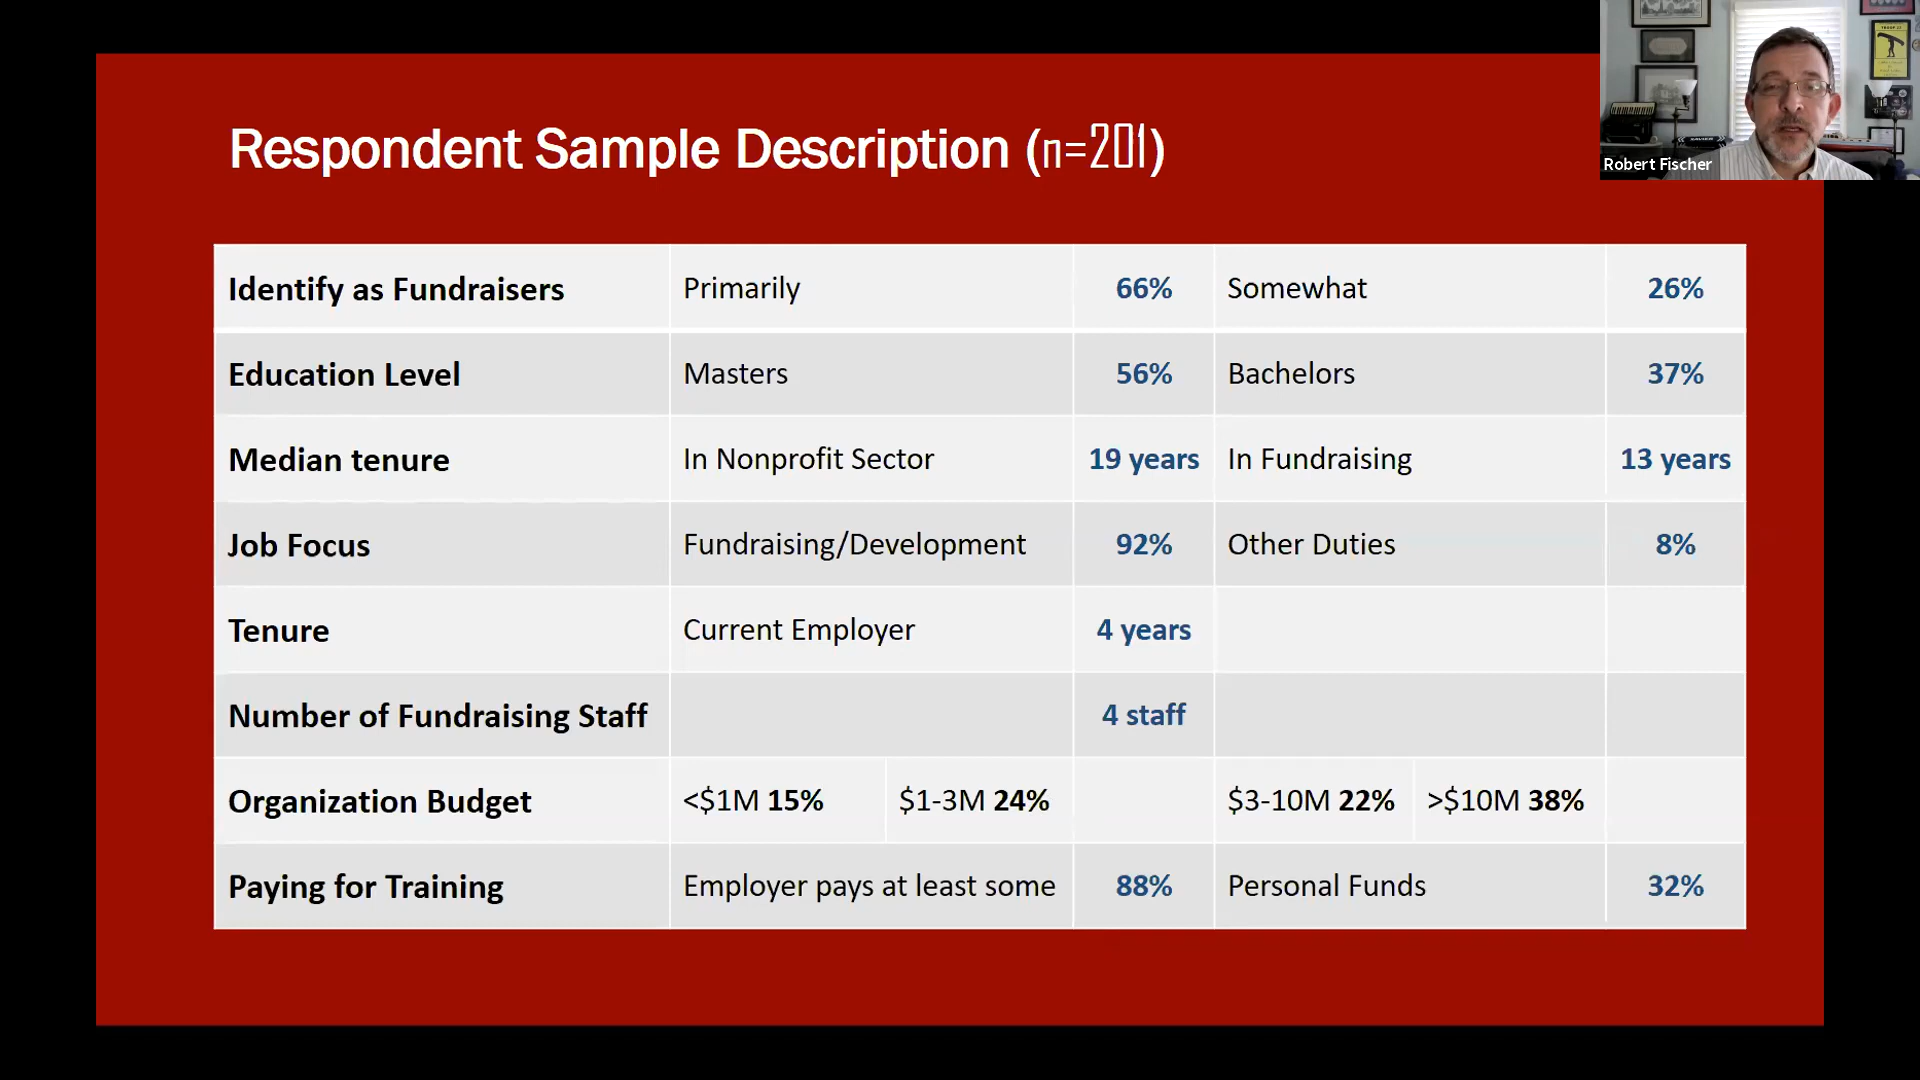 Respondent Sample Description (n=201)
Robert Fischer
Identify as Fundraisers Primarily 66% Somewhat 26%
Education Level Masters 56% Bachelors 37%
Median tenure In Nonprofit Sector 19 years In Fundraising 13 years
Job Focus Fundraising/Development 92% Other Duties 8%
Tenure Current Employer 4 years
Number of Fundraising Staff 4 staff
Organization Budget <$1M 15% $1-3M 24% $3-10M 22% >$10M 38%
Paying for Training Employer pays at least some 88% Personal Funds 32%